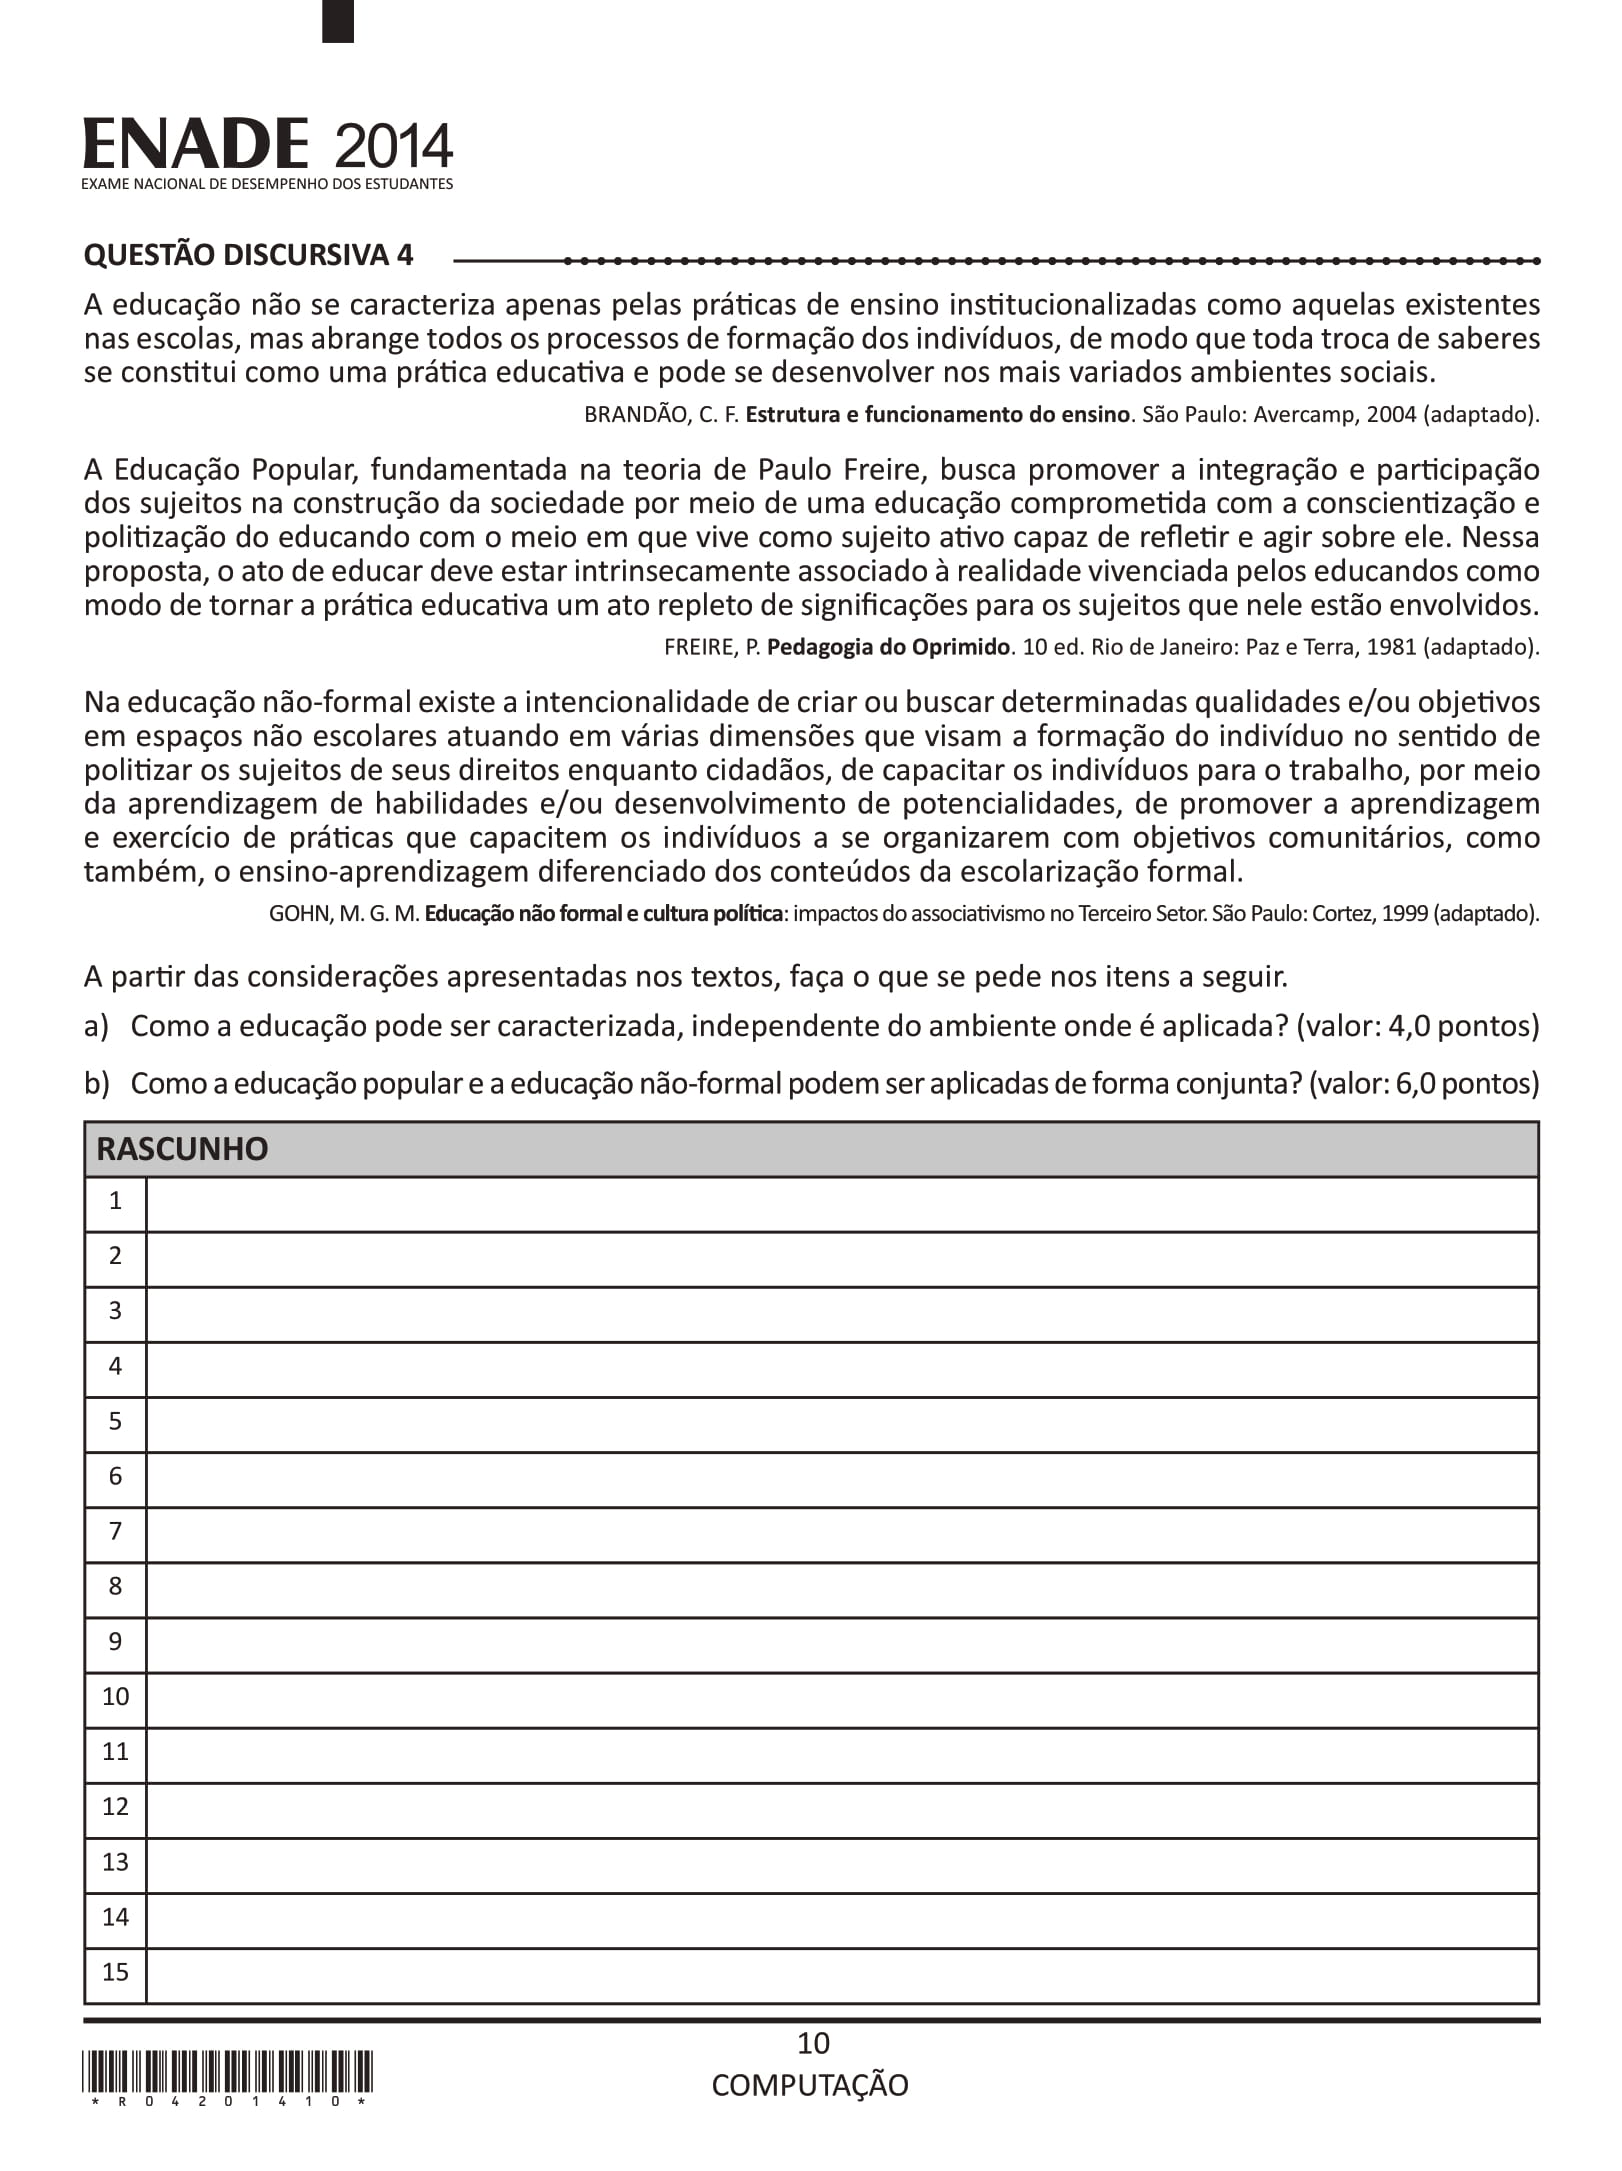 ENADE 2014
EXAME NACIONAL DE DESEMPENHO DOS ESTUDANTES
QUESTÃO DISCURSIVA 4
A educação não se caracteriza apenas pelas práticas de ensino institucionalizadas como aquelas existentes
nas escolas, mas abrange todos os processos de formação dos indivíduos, de modo que toda troca de saberes
se constitui como uma prática educativa e pode se desenvolver nos mais variados ambientes sociais.
BRANDÃO, C. F. Estrutura e funcionamento do ensino. São Paulo: Avercamp, 2004 (adaptado).
A Educação Popular, fundamentada na teoria de Paulo Freire, busca promover a integração e participação
dos sujeitos na construção da sociedade por meio de uma educação comprometida com a conscientização e
politização do educando com o meio em que vive como sujeito ativo capaz de refletir e agir sobre ele. Nessa
proposta, o ato de educar deve estar intrinsecamente associado à realidade vivenciada pelos educandos como
modo de tornar a prática educativa um ato repleto de significações para os sujeitos que nele estão envolvidos.
FREIRE, P. Pedagogia do Oprimido. 10 ed. Rio de Janeiro: Paz e Terra, 1981 (adaptado).
Na educação não-formal existe a intencionalidade de criar ou buscar determinadas qualidades e/ou objetivos
em espaços não escolares atuando em várias dimensões que visam a formação do indivíduo no sentido de
politizar os sujeitos de seus direitos enquanto cidadãos, de capacitar os indivíduos para o trabalho, por meio
da aprendizagem de habilidades e/ou desenvolvimento de potencialidades, de promover a aprendizagem
e exercício de práticas que capacitem os indivíduos a se organizarem com objetivos comunitários, como
também, o ensino-aprendizagem diferenciado dos conteúdos da escolarização formal.
GOHN, M. G. M. Educação não formal e cultura política: impactos do associativismo no Terceiro Setor. São Paulo: Cortez, 1999 (adaptado).
A partir das considerações apresentadas nos textos, faça o que se pede nos itens a seguir.
a) Como a educação pode ser caracterizada, independente do ambiente onde é aplicada? (valor: 4,0 pontos)
b) Como a educação popular e a educação não-formal podem ser aplicadas de forma conjunta? (valor: 6,0 pontos)
RASCUNHO
1
2
3
4
5
6
7
8
9
10
11
12
13
14
15
10
COMPUTAÇÃO
*R04201410*